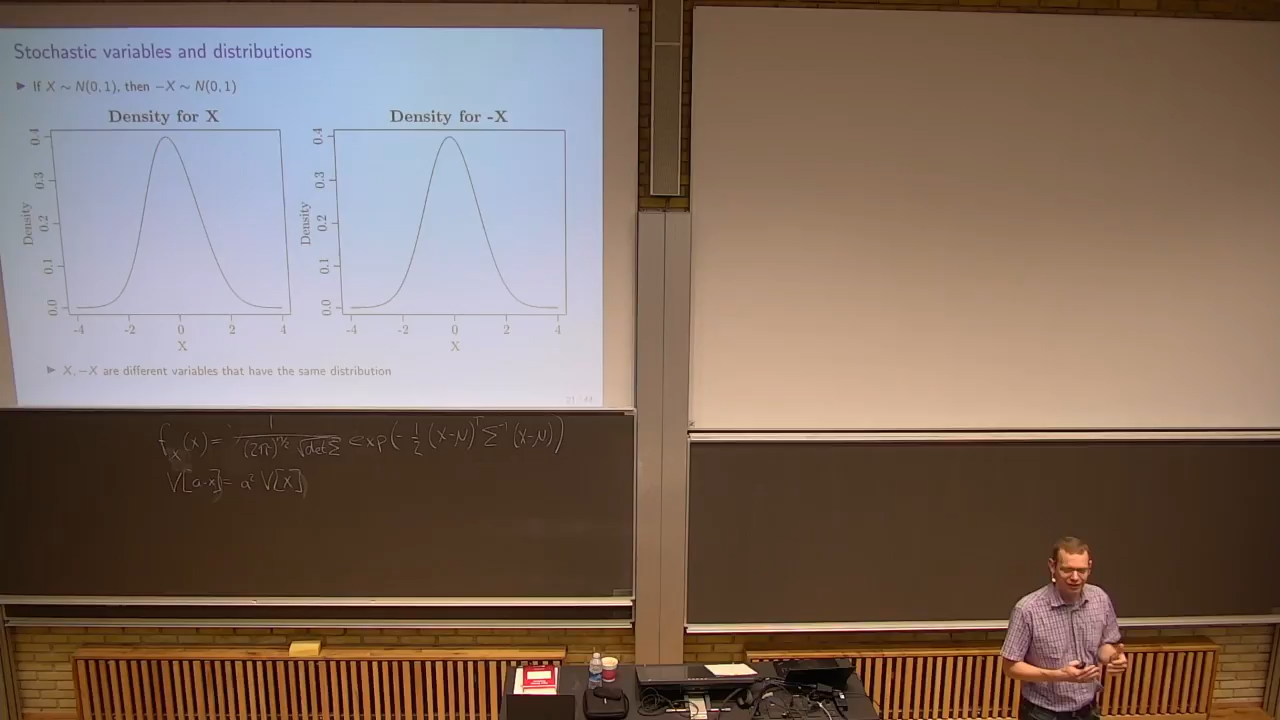 Stochastic variables and distributions
► If X ∼ N(0, 1), then −X ∼ N(0, 1)
Density for X
Density
0.4
0.3
0.2
0.1
0.0
-4 -2 0 2 4
X
Density for -X
Density
0.4
0.3
0.2
0.1
0.0
-4 -2 0 2 4
X
► X, −X are different variables that have the same distribution
f_X(x) = 1 / ((2π)^{n/2} √det Σ) exp(-1/2 (x-μ)^T Σ^{-1} (x-μ))
V[a·x] = a² V[X]